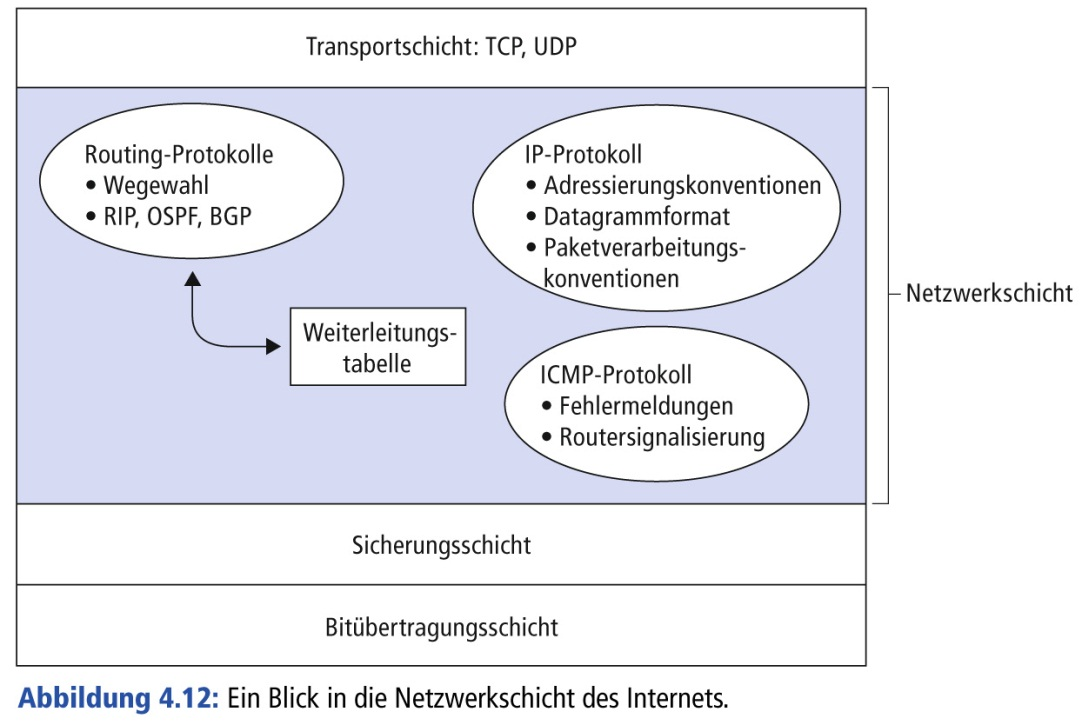 Transportschicht: TCP, UDP
Routing-Protokolle
• Wegewahl
• RIP, OSPF, BGP
Weiterleitungs-
tabelle
IP-Protokoll
• Adressierungskonventionen
• Datagrammformat
• Paketverarbeitungs-
konventionen
ICMP-Protokoll
• Fehlermeldungen
• Routersignalisierung
Netzwerkschicht
Sicherungsschicht
Bitübertragungsschicht
Abbildung 4.12: Ein Blick in die Netzwerkschicht des Internets.